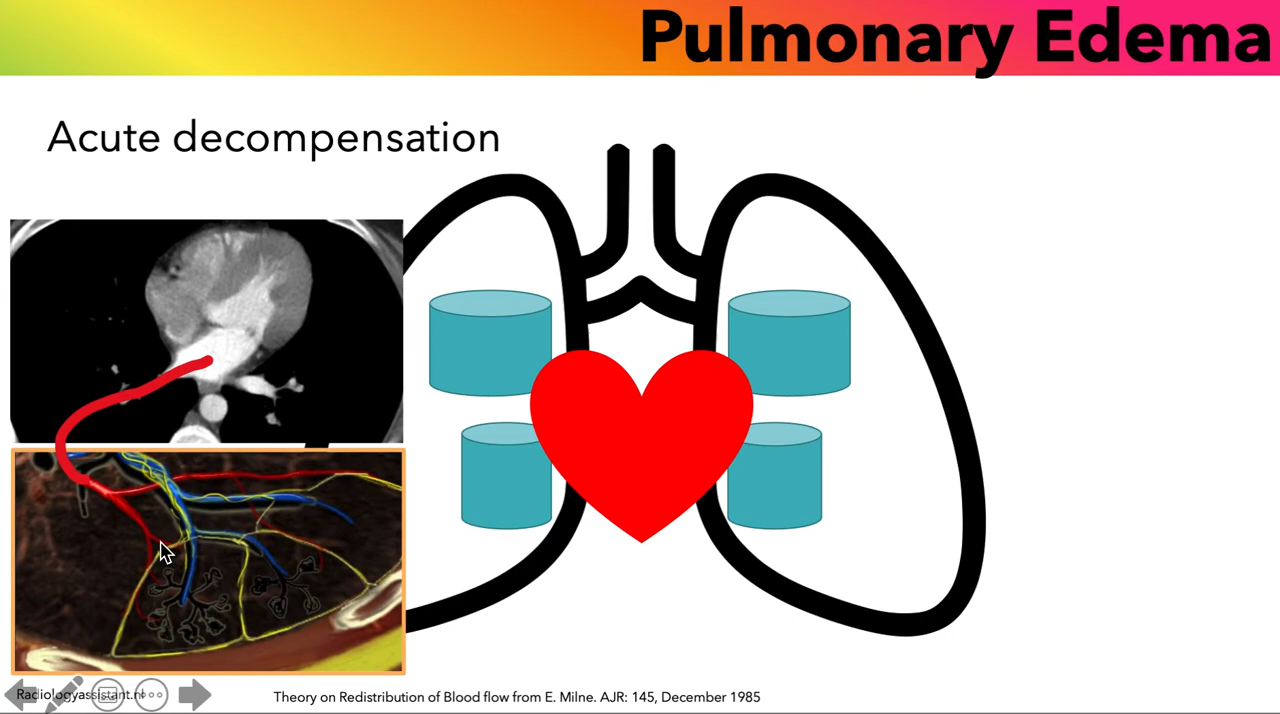 Pulmonary Edema
Acute decompensation
Radiologyassistant.nl
Theory on Redistribution of Blood flow from E. Milne. AJR: 145, December 1985